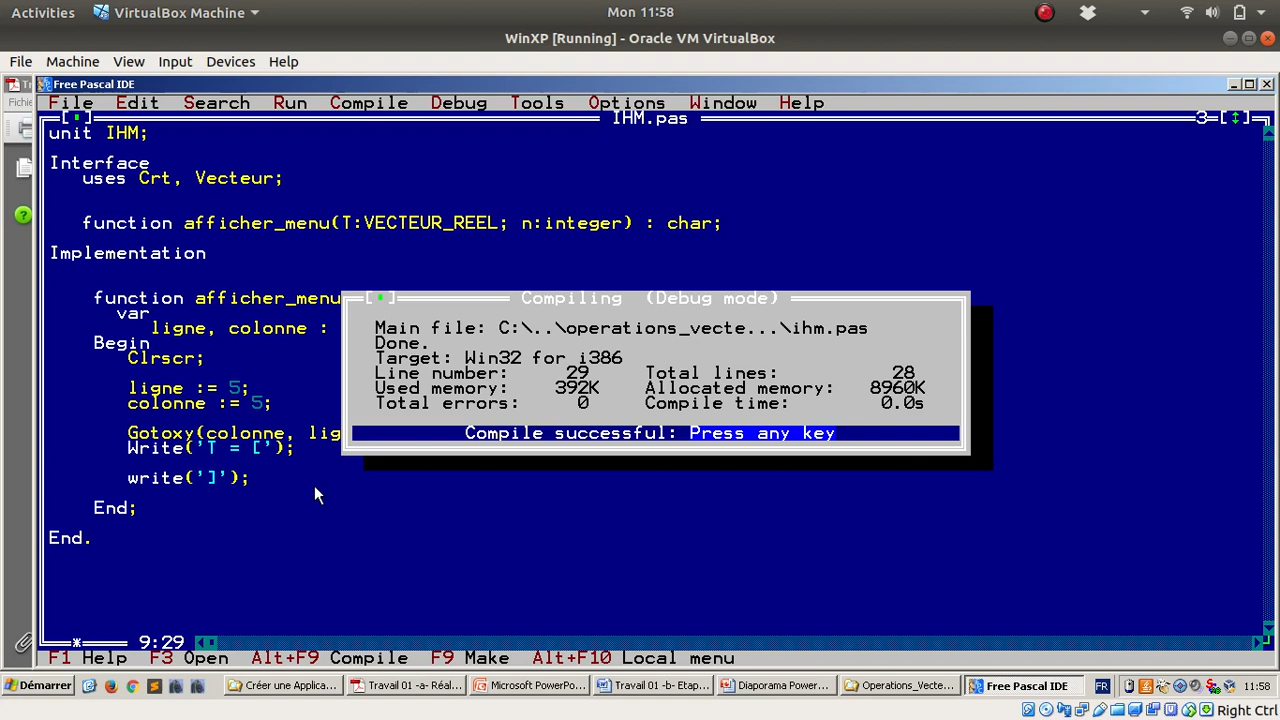 Activities VirtualBox Machine Mon 11:58
WinXP [Running] - Oracle VM VirtualBox
File Machine View Input Devices Help
Free Pascal IDE
Fichie
File Edit Search Run Compile Debug Tools Options Window Help
[ ] IHM.pas 3=[↕]
unit IHM;
Interface
uses Crt, Vecteur;
function afficher_menu(T:VECTEUR_REEL; n:integer) : char;
Implementation
function afficher_menu
var
ligne, colonne :
Begin
Clrscr;
ligne := 5;
colonne := 5;
Gotoxy(colonne, lig
Write('T = [');
write(']');
End;
End.
Compiling (Debug mode)
Main file: C:\..\operations_vecte...\ihm.pas
Done.
Target: Win32 for i386
Line number: 29 Total lines: 28
Used memory: 392K Allocated memory: 8960K
Total errors: 0 Compile time: 0.0s
Compile successful: Press any key
* 9:29
F1 Help F3 Open Alt+F9 Compile F9 Make Alt+F10 Local menu
Démarrer Créer une Applica... Travail 01 -a- Réal... Microsoft PowerPo... Travail 01 -b- Etap... Diaporama Power... Operations_Vecte... Free Pascal IDE FR 11:58
Right Ctrl